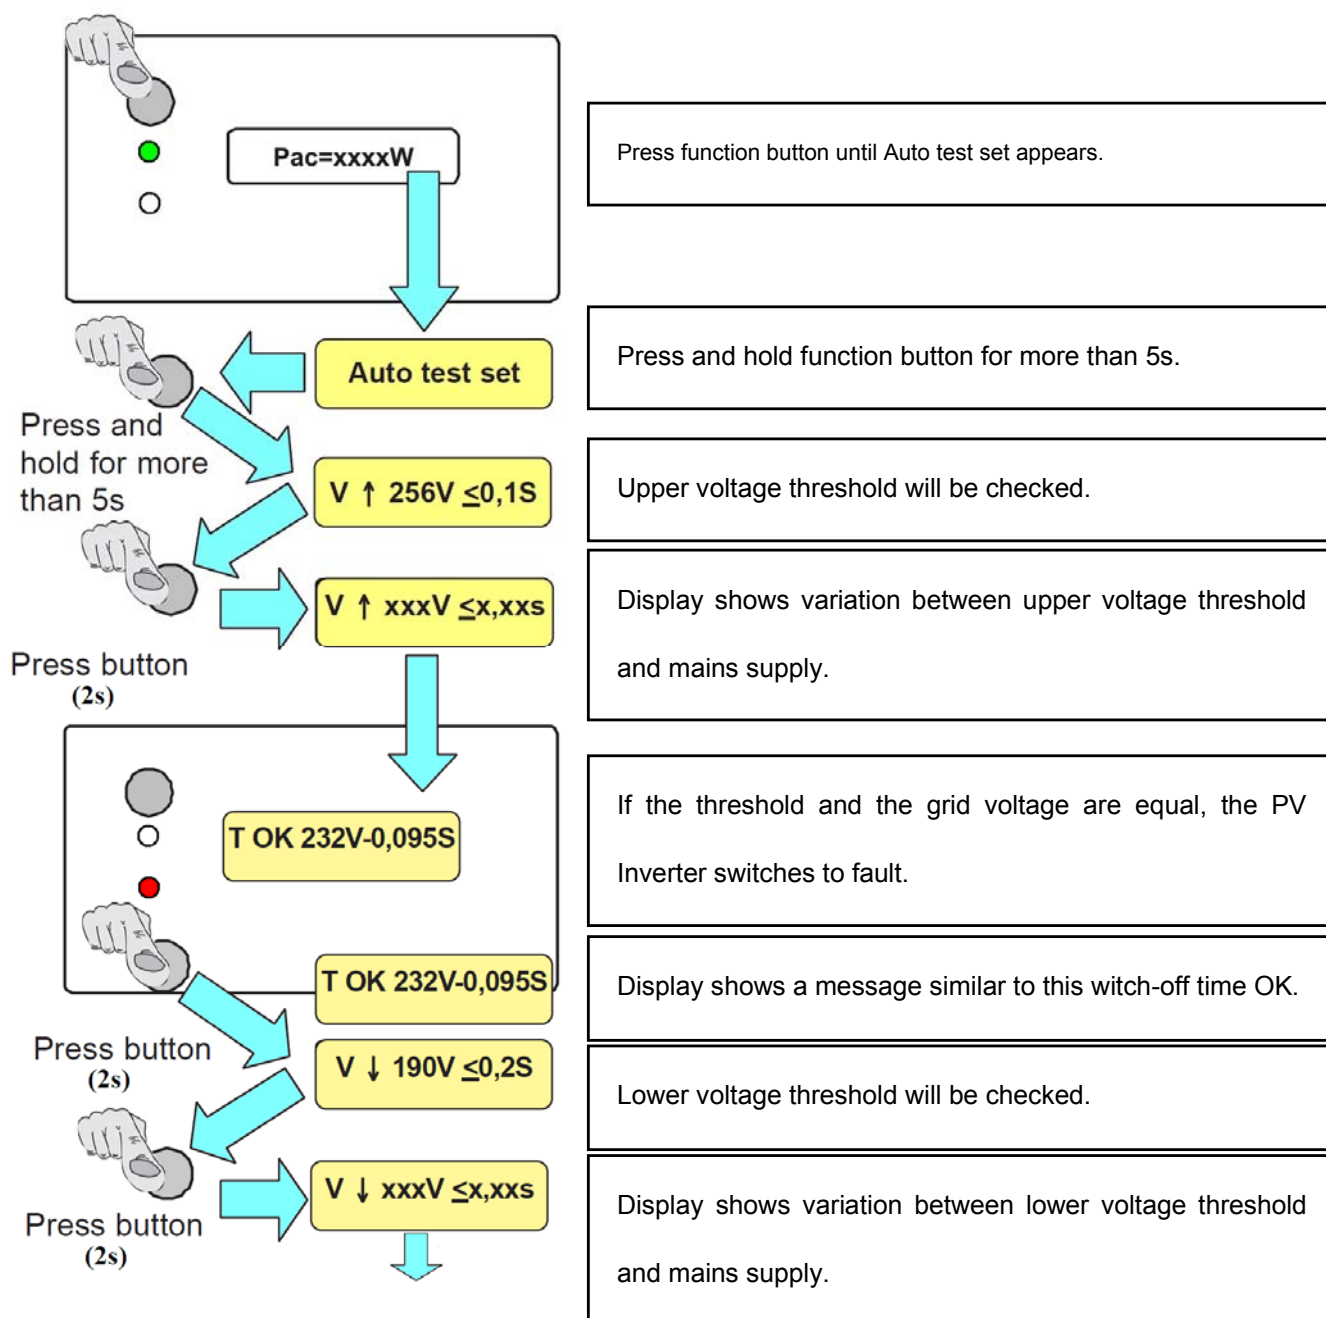 Pac=xxxxW
Press function button until Auto test set appears.
Auto test set
Press and hold function button for more than 5s.
Press and
hold for more
than 5s
V ↑ 256V ≤0,1S
Upper voltage threshold will be checked.
V ↑ xxxV ≤x,xxs
Display shows variation between upper voltage threshold
and mains supply.
Press button
(2s)
T OK 232V-0,095S
If the threshold and the grid voltage are equal, the PV
Inverter switches to fault.
T OK 232V-0,095S
Display shows a message similar to this witch-off time OK.
Press button
(2s)
V ↓ 190V ≤0,2S
Lower voltage threshold will be checked.
V ↓ xxxV ≤x,xxs
Display shows variation between lower voltage threshold
and mains supply.
Press button
(2s)